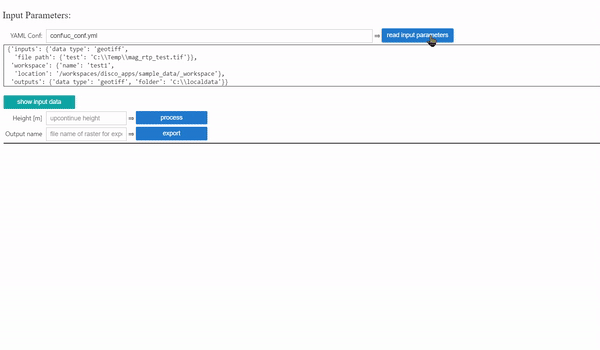 Input Parameters:
YAML Conf: conf\uc_conf.yml ⇒ read input parameters
{'inputs': {'data type': 'geotiff',
'file path': {'test': 'C:\\Temp\\mag_rtp_test.tif'}},
'workspace': {'name': 'test1',
'location': '/workspaces/disco_apps/sample_data/_workspace'},
'outputs': {'data type': 'geotiff', 'folder': 'C:\\localdata'}}
show input data
Height [m] upcontinue height ⇒ process
Output name file name of raster for expo ⇒ export